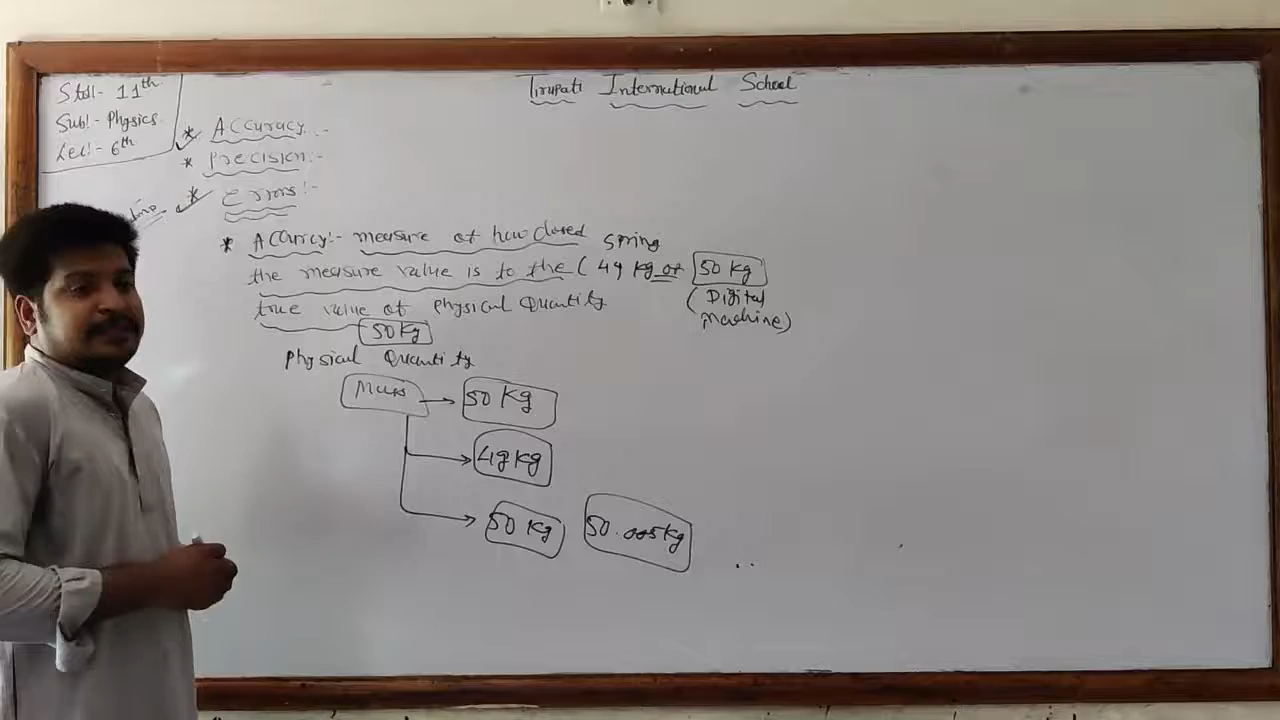 Tirupati International School
Std:- 11th
Sub:- Physics
Lec:- 6th
* Accuracy:-
* Precision:-
* Errors:-
* Accuracy:- measure of how closed
the measure value is to the
true value of physical Quantity
spring
( 49 kg or 50 kg
(Digital
machine)
50 kg
Physical Quantity
Mass
50 kg
49 kg
50 kg 50.005 kg